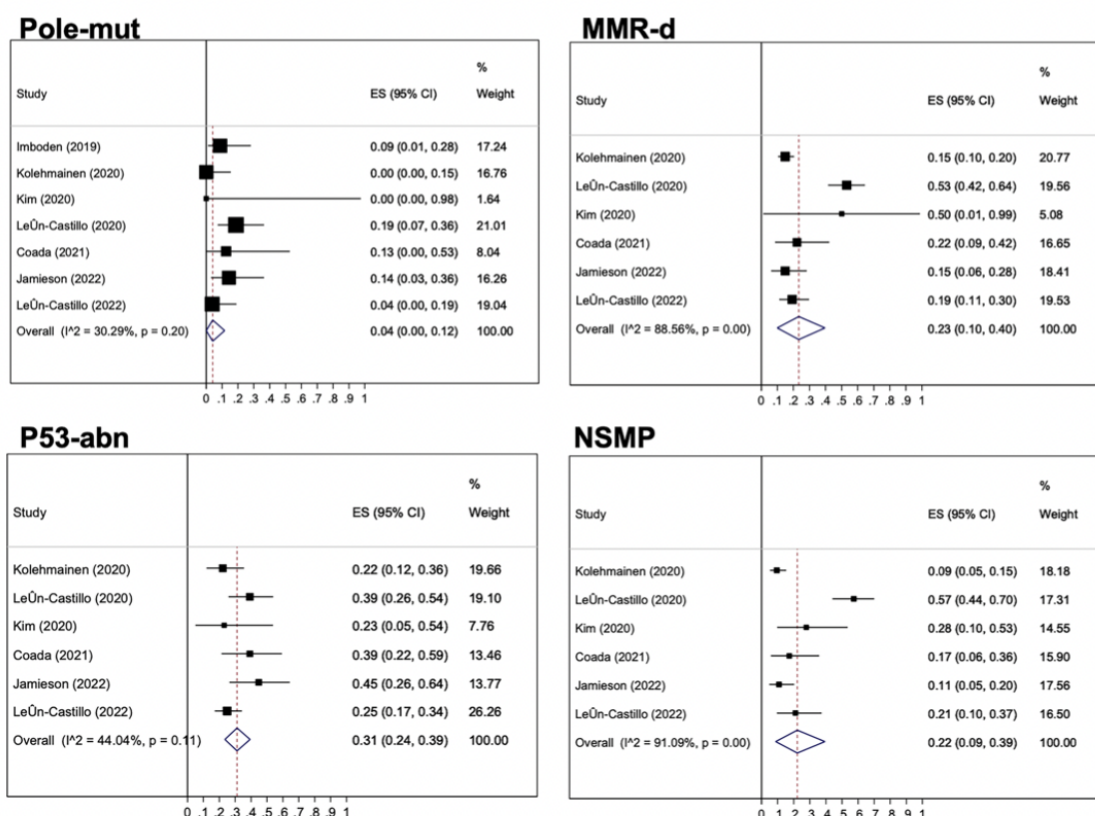 Pole-mut
%
Study ES (95% CI) Weight
Imboden (2019) 0.09 (0.01, 0.28) 17.24
Kolehmainen (2020) 0.00 (0.00, 0.15) 16.76
Kim (2020) 0.00 (0.00, 0.98) 1.64
LeÛn-Castillo (2020) 0.19 (0.07, 0.36) 21.01
Coada (2021) 0.13 (0.00, 0.53) 8.04
Jamieson (2022) 0.14 (0.03, 0.36) 16.26
LeÛn-Castillo (2022) 0.04 (0.00, 0.19) 19.04
Overall (I^2 = 30.29%, p = 0.20) 0.04 (0.00, 0.12) 100.00
0 .1 .2 .3 .4 .5 .6 .7 .8 .9 1
MMR-d
%
Study ES (95% CI) Weight
Kolehmainen (2020) 0.15 (0.10, 0.20) 20.77
LeÛn-Castillo (2020) 0.53 (0.42, 0.64) 19.56
Kim (2020) 0.50 (0.01, 0.99) 5.08
Coada (2021) 0.22 (0.09, 0.42) 16.65
Jamieson (2022) 0.15 (0.06, 0.28) 18.41
LeÛn-Castillo (2022) 0.19 (0.11, 0.30) 19.53
Overall (I^2 = 88.56%, p = 0.00) 0.23 (0.10, 0.40) 100.00
0 .1 .2 .3 .4 .5 .6 .7 .8 .9 1
P53-abn
%
Study ES (95% CI) Weight
Kolehmainen (2020) 0.22 (0.12, 0.36) 19.66
LeÛn-Castillo (2020) 0.39 (0.26, 0.54) 19.10
Kim (2020) 0.23 (0.05, 0.54) 7.76
Coada (2021) 0.39 (0.22, 0.59) 13.46
Jamieson (2022) 0.45 (0.26, 0.64) 13.77
LeÛn-Castillo (2022) 0.25 (0.17, 0.34) 26.26
Overall (I^2 = 44.04%, p = 0.11) 0.31 (0.24, 0.39) 100.00
0 .1 .2 .3 .4 .5 .6 .7 .8 .9 1
NSMP
%
Study ES (95% CI) Weight
Kolehmainen (2020) 0.09 (0.05, 0.15) 18.18
LeÛn-Castillo (2020) 0.57 (0.44, 0.70) 17.31
Kim (2020) 0.28 (0.10, 0.53) 14.55
Coada (2021) 0.17 (0.06, 0.36) 15.90
Jamieson (2022) 0.11 (0.05, 0.20) 17.56
LeÛn-Castillo (2022) 0.21 (0.10, 0.37) 16.50
Overall (I^2 = 91.09%, p = 0.00) 0.22 (0.09, 0.39) 100.00
0 .1 .2 .3 .4 .5 .6 .7 .8 .9 1